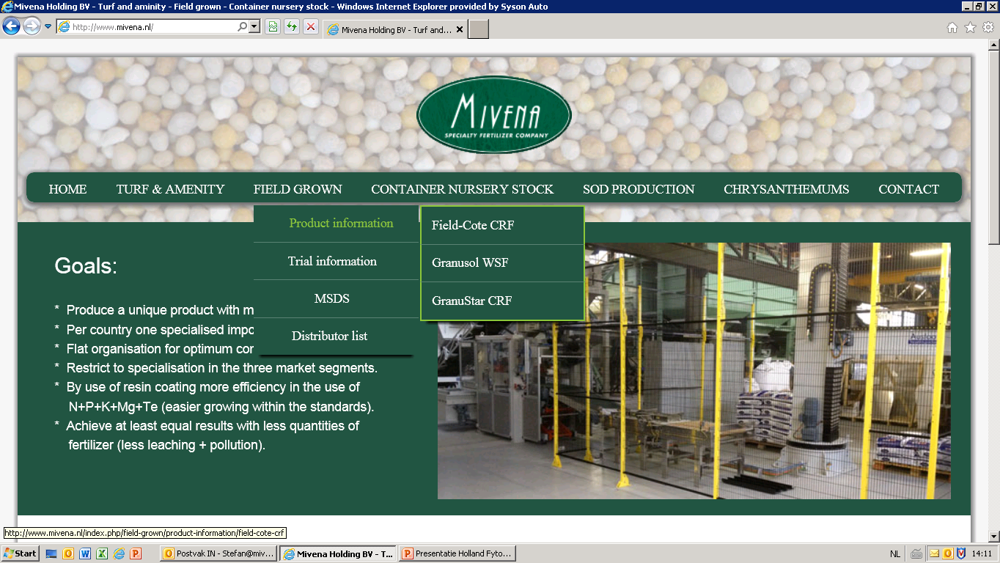 Mivena Holding BV - Turf and aminity - Field grown - Container nursery stock - Windows Internet Explorer provided by Syson Auto
http://www.mivena.nl/
Mivena Holding BV - Turf and...
MIVENA
SPECIALTY FERTILIZER COMPANY
HOME TURF & AMENITY FIELD GROWN CONTAINER NURSERY STOCK SOD PRODUCTION CHRYSANTHEMUMS CONTACT
Product information
Trial information
MSDS
Distributor list
Field-Cote CRF
Granusol WSF
GranuStar CRF
Goals:
* Produce a unique product with m
* Per country one specialised impo
* Flat organisation for optimum cor
* Restrict to specialisation in the three market segments.
* By use of resin coating more efficiency in the use of
N+P+K+Mg+Te (easier growing within the standards).
* Achieve at least equal results with less quantities of
fertilizer (less leaching + pollution).
http://www.mivena.nl/index.php/field-grown/product-information/field-cote-crf
Start Postvak IN - Stefan@miv... Mivena Holding BV - T... Presentatie Holland Fyto... NL 14:11